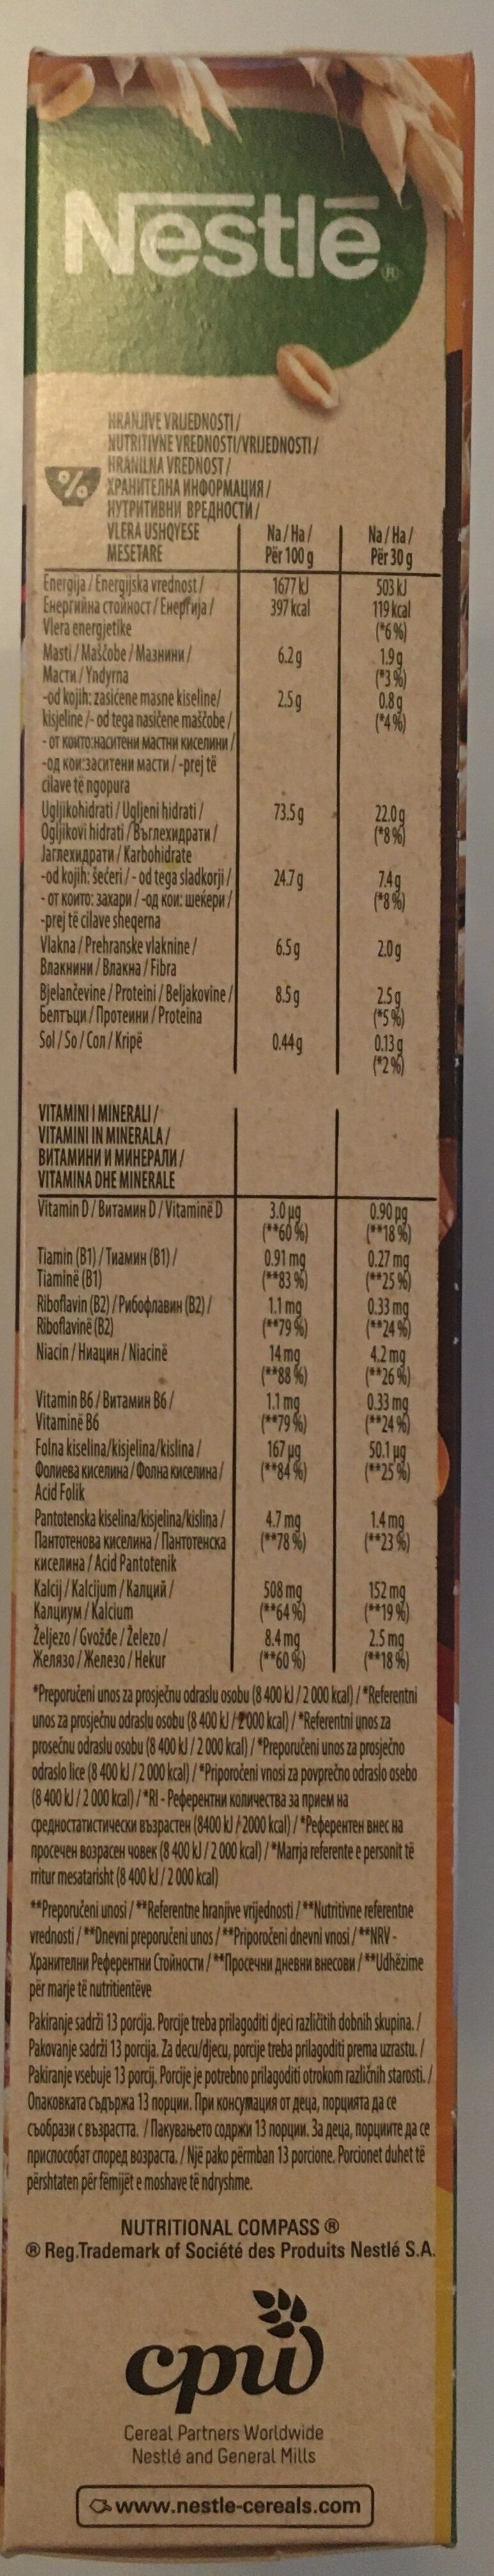 Nestlē®
HRANJIVE VRIJEDNOSTI /
NUTRITIVNE VREDNOSTI/VRIJEDNOSTI /
HRANILNA VREDNOST /
% ХРАНИТЕЛНА ИНФОРМАЦИЯ /
НУТРИТИВНИ ВРЕДНОСТИ /
VLERA USHQYESE Na / Ha / Na / Ha /
MESETARE Për 100 g Për 30 g
Energija / Energijska vrednost / 1677 kJ 503 kJ
Енергийна стойност / Енергија / 397 kcal 119 kcal
Vlera energjetike (*6 %)
Masti / Maščobe / Мазнини / 6.2 g 1.9 g
Масти / Yndyrna (*3 %)
-od kojih: zasićene masne kiseline/ 2.5 g 0.8 g
kisjeline /- od tega nasičene maščobe / (*4 %)
- от които:наситени мастни киселини /
-од кои:заситени масти / -prej të
cilave të ngopura
Ugljikohidrati / Ugljeni hidrati / 73.5 g 22.0 g
Ogljikovi hidrati / Въглехидрати / (*8 %)
Јаглехидрати / Karbohidrate
-od kojih: šećeri / - od tega sladkorji / 24.7 g 7.4 g
- от които: захари / -од кои: шеќери / (*8 %)
-prej të cilave sheqerna
Vlakna / Prehranske vlaknine / 6.5 g 2.0 g
Влакнини / Влакна / Fibra
Bjelančevine / Proteini / Beljakovine / 8.5 g 2.5 g
Белтъци / Протеини / Proteina (*5 %)
Sol / So / Сол / Kripë 0.44 g 0.13 g
(*2 %)
VITAMINI I MINERALI /
VITAMINI IN MINERALA /
ВИТАМИНИ И МИНЕРАЛИ /
VITAMINA DHE MINERALE
Vitamin D / Витамин D / Vitaminë D 3.0 µg 0.90 µg
(**60 %) (**18 %)
Tiamin (B1) / Тиамин (B1) / 0.91 mg 0.27 mg
Tiaminë (B1) (**83 %) (**25 %)
Riboflavin (B2) / Рибофлавин (B2) / 1.1 mg 0.33 mg
Riboflavinë (B2) (**79 %) (**24 %)
Niacin / Ниацин / Niacinë 14 mg 4.2 mg
(**88 %) (**26 %)
Vitamin B6 / Витамин B6 / 1.1 mg 0.33 mg
Vitaminë B6 (**79 %) (**24 %)
Folna kiselina/kisjelina/kislina / 167 µg 50.1 µg
Фолиева киселина / Фолна киселина / (**84 %) (**25 %)
Acid Folik
Pantotenska kiselina/kisjelina/kislina / 4.7 mg 1.4 mg
Пантотенова киселина / Пантотенска (**78 %) (**23 %)
киселина / Acid Pantotenik
Kalcij / Kalcijum / Калций / 508 mg 152 mg
Калциум / Kalcium (**64 %) (**19 %)
Željezo / Gvožđe / Železo / 8.4 mg 2.5 mg
Желязо / Железо / Hekur (**60 %) (**18 %)
*Preporučeni unos za prosječnu odraslu osobu (8 400 kJ / 2 000 kcal) / *Referentni
unos za prosječnu odraslu osobu (8 400 kJ / 2 000 kcal) / *Referentni unos za
prosečnu odraslu osobu (8 400 kJ / 2 000 kcal) / *Preporučeni unos za prosječno
odraslo lice (8 400 kJ / 2 000 kcal) / *Priporočeni vnosi za povprečno odraslo osebo
(8 400 kJ / 2 000 kcal) / *RI - Референтни количества за прием на
средностатистически възрастен (8400 kJ / 2000 kcal) / *Референтен внес на
просечен возрасен човек (8 400 kJ / 2 000 kcal) / *Marrja referente e personit të
rritur mesatarisht (8 400 kJ / 2 000 kcal)
**Preporučeni unosi / **Referentne hranjive vrijednosti / **Nutritivne referentne
vrednosti / **Dnevni preporučeni unos / **Priporočeni dnevni vnosi / **NRV -
Хранителни Референтни Стойности / **Просечни дневни внесови / **Udhëzime
për marje të nutritientëve
Pakiranje sadrži 13 porcija. Porcije treba prilagoditi djeci različitih dobnih skupina. /
Pakovanje sadrži 13 porcija. Za decu/djecu, porcije treba prilagoditi prema uzrastu. /
Pakiranje vsebuje 13 porcij. Porcije je potrebno prilagoditi otrokom različnih starosti. /
Опаковката съдържа 13 порции. При консумация от деца, порцията да се
съобрази с възрастта. / Пакувањето содржи 13 порции. За деца, порциите да се
приспособат според возраста. / Një pako përmban 13 porcione. Porcionet duhet të
përshtaten për fëmijët e moshave të ndryshme.
NUTRITIONAL COMPASS ®
® Reg.Trademark of Société des Produits Nestlé S.A.
cpw
Cereal Partners Worldwide
Nestlé and General Mills
www.nestle-cereals.com